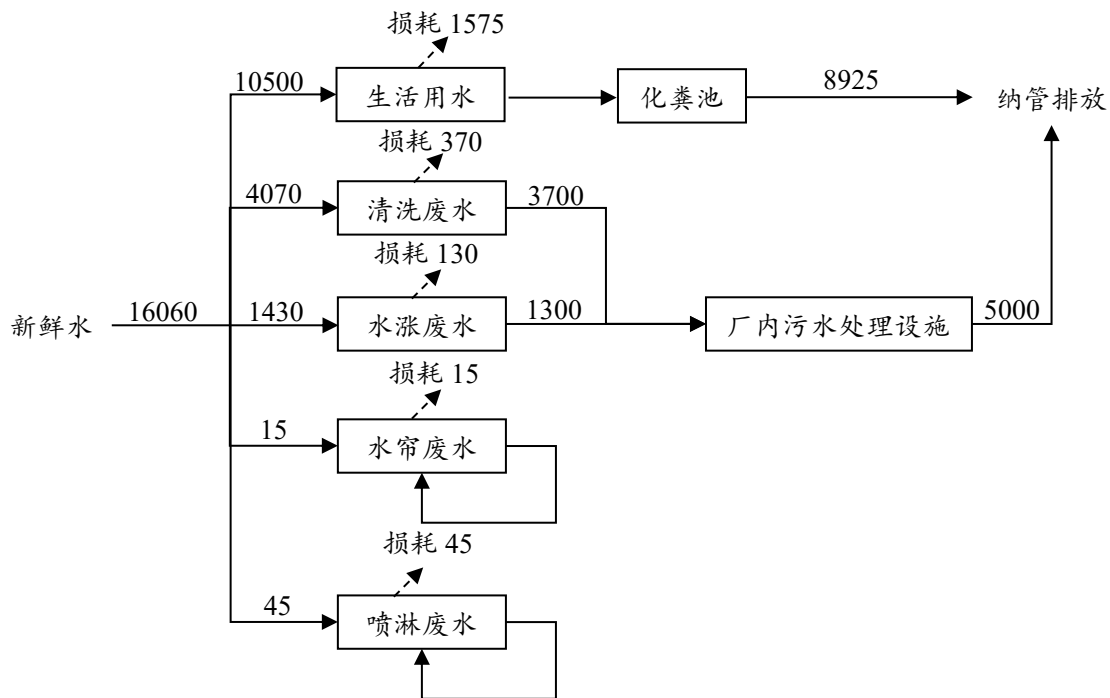 损耗 1575
10500
生活用水
化粪池
8925
纳管排放
损耗 370
4070
清洗废水
3700
损耗 130
新鲜水
16060
1430
水涨废水
1300
厂内污水处理设施
5000
损耗 15
15
水帘废水
损耗 45
45
喷淋废水